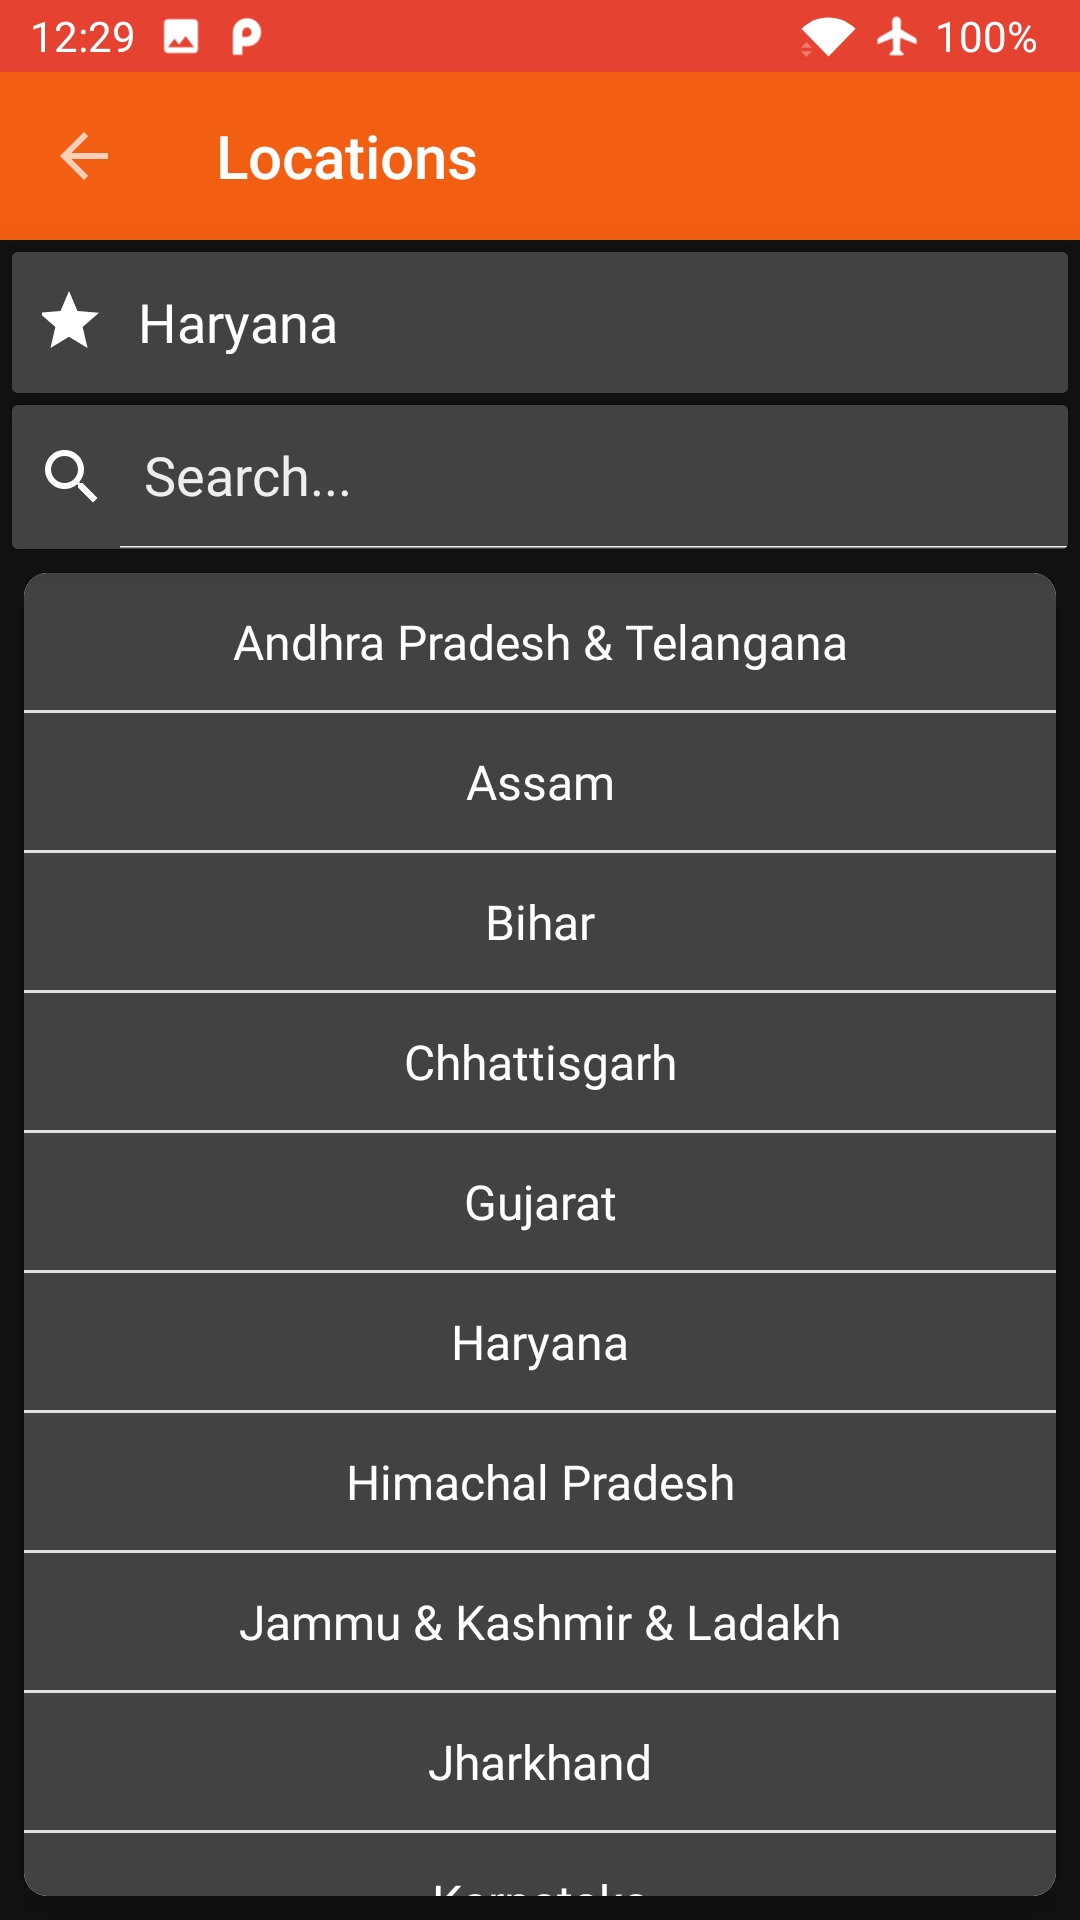 12:29 100%
Locations
Haryana
Search...
Andhra Pradesh & Telangana
Assam
Bihar
Chhattisgarh
Gujarat
Haryana
Himachal Pradesh
Jammu & Kashmir & Ladakh
Jharkhand